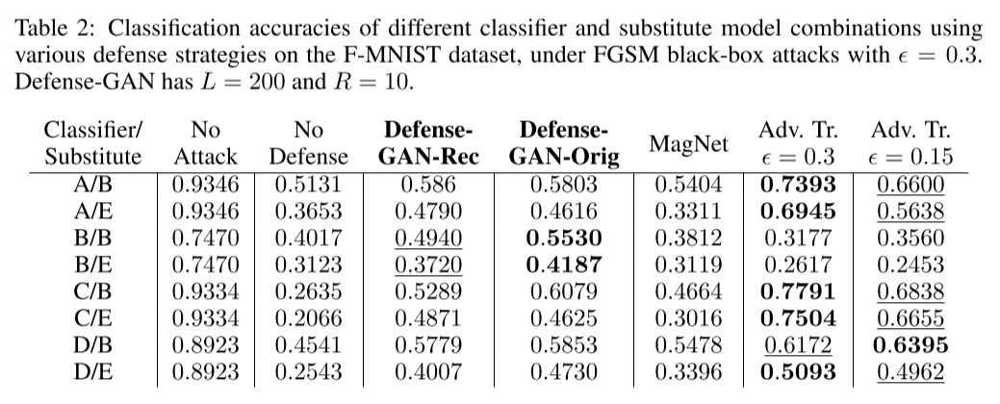 Table 2: Classification accuracies of different classifier and substitute model combinations using
various defense strategies on the F-MNIST dataset, under FGSM black-box attacks with ϵ = 0.3.
Defense-GAN has L = 200 and R = 10.
Classifier/ No No Defense- Defense- MagNet Adv. Tr. Adv. Tr.
Substitute Attack Defense GAN-Rec GAN-Orig ϵ = 0.3 ϵ = 0.15
A/B 0.9346 0.5131 0.586 0.5803 0.5404 0.7393 0.6600
A/E 0.9346 0.3653 0.4790 0.4616 0.3311 0.6945 0.5638
B/B 0.7470 0.4017 0.4940 0.5530 0.3812 0.3177 0.3560
B/E 0.7470 0.3123 0.3720 0.4187 0.3119 0.2617 0.2453
C/B 0.9334 0.2635 0.5289 0.6079 0.4664 0.7791 0.6838
C/E 0.9334 0.2066 0.4871 0.4625 0.3016 0.7504 0.6655
D/B 0.8923 0.4541 0.5779 0.5853 0.5478 0.6172 0.6395
D/E 0.8923 0.2543 0.4007 0.4730 0.3396 0.5093 0.4962